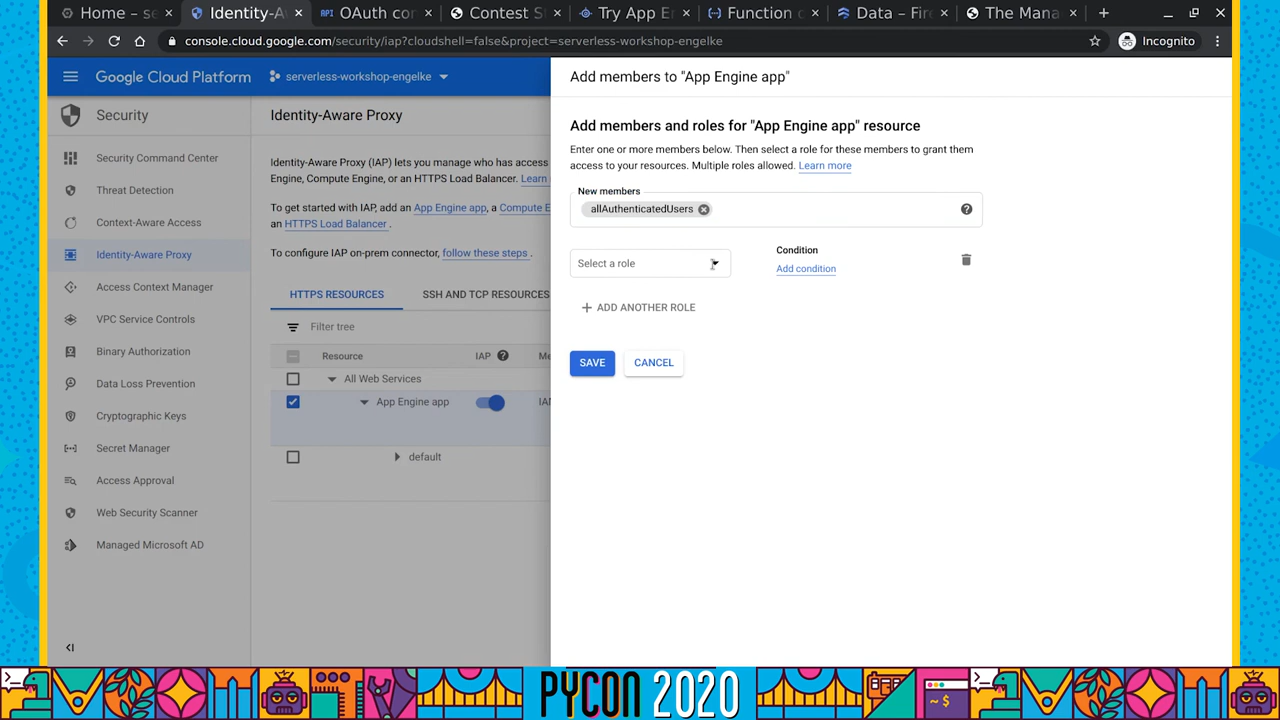 Home – se
Identity-A
OAuth con
Contest S
Try App E
Function c
Data – Fire
The Mana
console.cloud.google.com/security/iap?cloudshell=false&project=serverless-workshop-engelke
Incognito
Google Cloud Platform
serverless-workshop-engelke
Security
Security Command Center
Threat Detection
Context-Aware Access
Identity-Aware Proxy
Access Context Manager
VPC Service Controls
Binary Authorization
Data Loss Prevention
Cryptographic Keys
Secret Manager
Access Approval
Web Security Scanner
Managed Microsoft AD
Identity-Aware Proxy
Identity-Aware Proxy (IAP) lets you manage who has access
Engine, Compute Engine, or an HTTPS Load Balancer. Learn
To get started with IAP, add an App Engine app, a Compute E
an HTTPS Load Balancer .
To configure IAP on-prem connector, follow these steps .
HTTPS RESOURCES
SSH AND TCP RESOURCES
Filter tree
Resource
IAP
Me
All Web Services
App Engine app
IAM
default
Add members to "App Engine app"
Add members and roles for "App Engine app" resource
Enter one or more members below. Then select a role for these members to grant them
access to your resources. Multiple roles allowed. Learn more
New members
allAuthenticatedUsers
Select a role
Condition
Add condition
+ ADD ANOTHER ROLE
SAVE
CANCEL
PYCON 2020